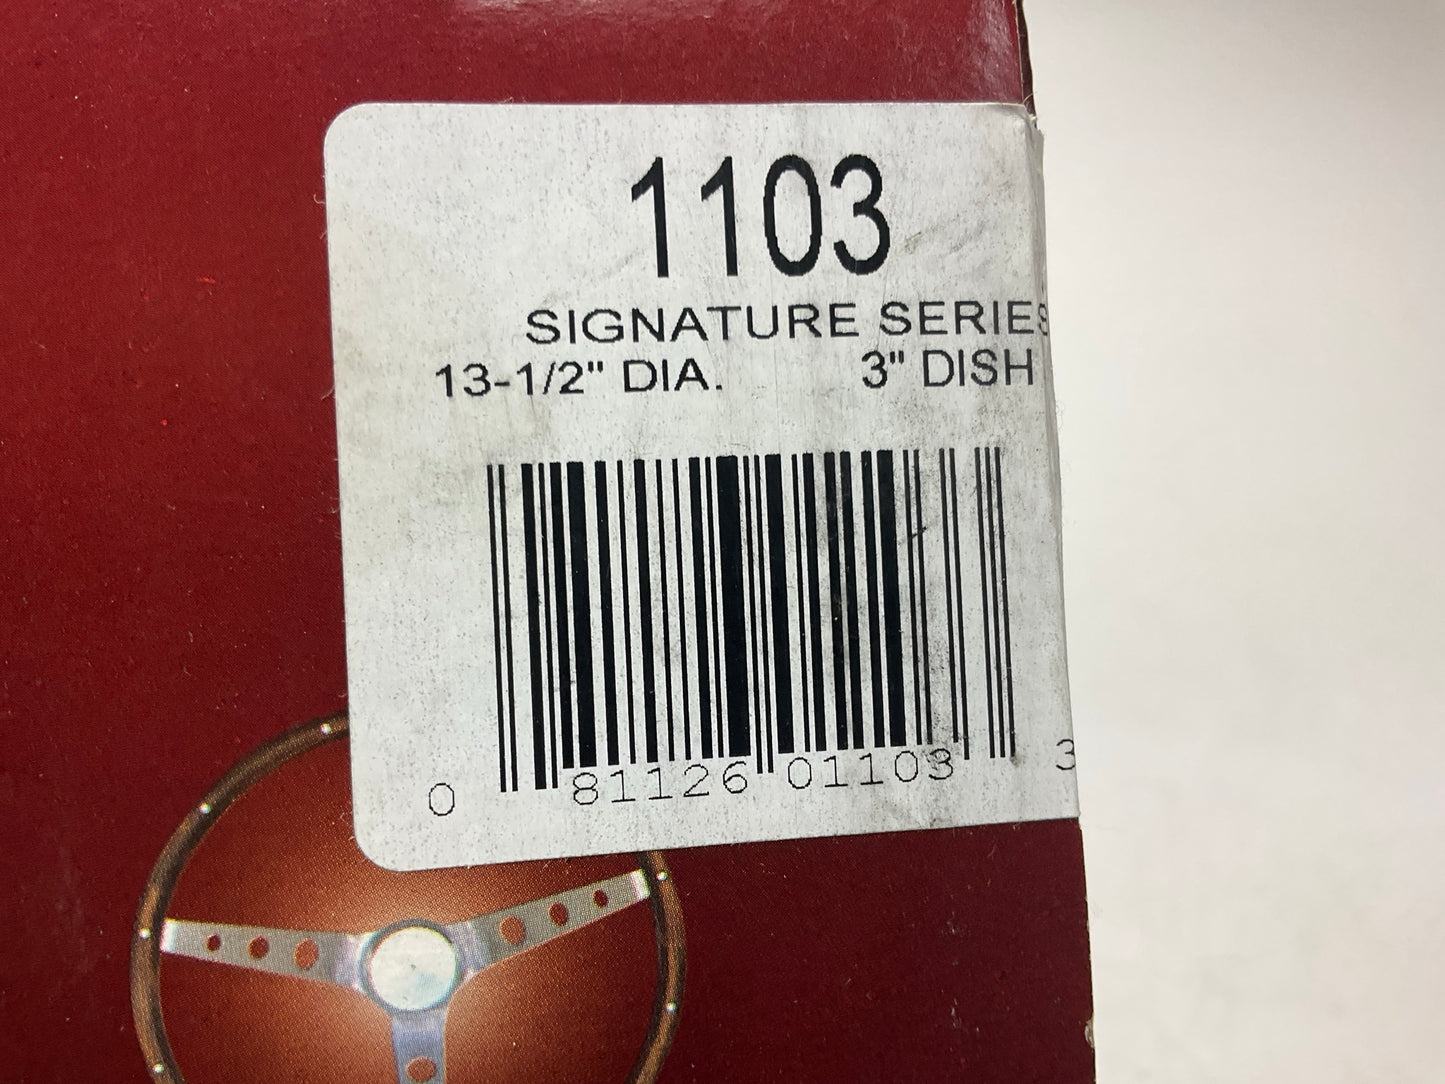 1103
SIGNATURE SERIES
13-1/2" DIA. 3" DISH
0 81126 01103 3